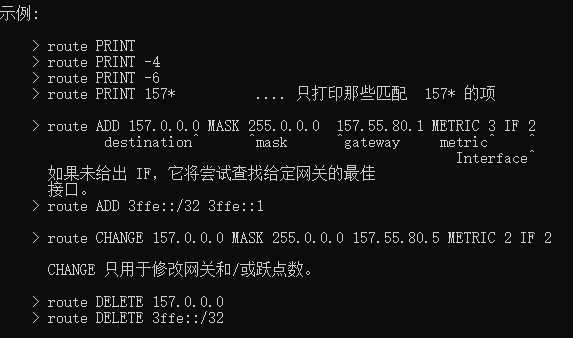 示例:
> route PRINT
> route PRINT -4
> route PRINT -6
> route PRINT 157*          .... 只打印那些匹配  157* 的项
> route ADD 157.0.0.0 MASK 255.0.0.0  157.55.80.1 METRIC 3 IF 2
destination^      ^mask      ^gateway     metric^    ^
Interface^
如果未给出 IF，它将尝试查找给定网关的最佳
接口。
> route ADD 3ffe::/32 3ffe::1
> route CHANGE 157.0.0.0 MASK 255.0.0.0 157.55.80.5 METRIC 2 IF 2
CHANGE 只用于修改网关和/或跃点数。
> route DELETE 157.0.0.0
> route DELETE 3ffe::/32